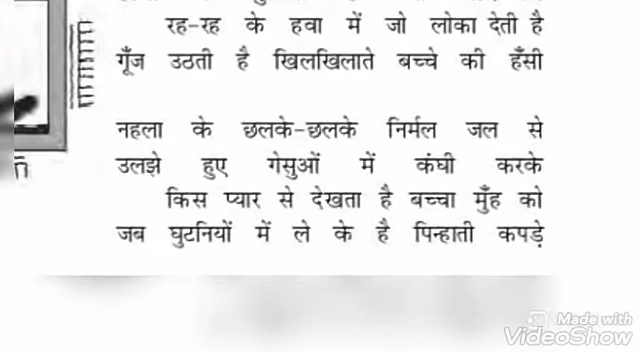 रह-रह के हवा में जो लोका देती है
गूँज उठती है खिलखिलाते बच्चे की हँसी
नहला के छलके-छलके निर्मल जल से
उलझे हुए गेसुओं में कंघी करके
किस प्यार से देखता है बच्चा मुँह को
जब घुटनियों में ले के है पिन्हाती कपड़े
Made with
VideoShow